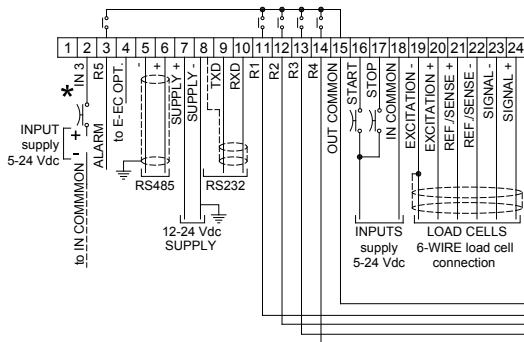 1 2 3 4 5 6 7 8 9 10 11 12 13 14 15 16 17 18 19 20 21 22 23 24
* IN 3
R5
to E-EC OPT.
-
+
SUPPLY +
SUPPLY -
TXD
RXD
R1
R2
R3
R4
OUT COMMON
START
STOP
IN COMMON
EXCITATION -
EXCITATION +
REF./SENSE +
REF./SENSE -
SIGNAL -
SIGNAL +
INPUT
supply
5-24 Vdc
+
-
to IN COMMMON
ALARM
RS485
RS232
12-24 Vdc
SUPPLY
INPUTS
supply
5-24 Vdc
LOAD CELLS
6-WIRE load cell
connection